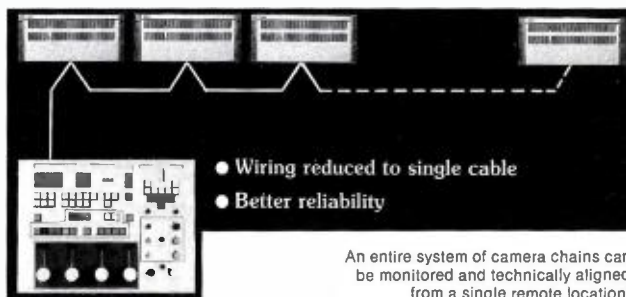 ● Wiring reduced to single cable
● Better reliability
An entire system of camera chains can
be monitored and technically aligned
from a single remote location